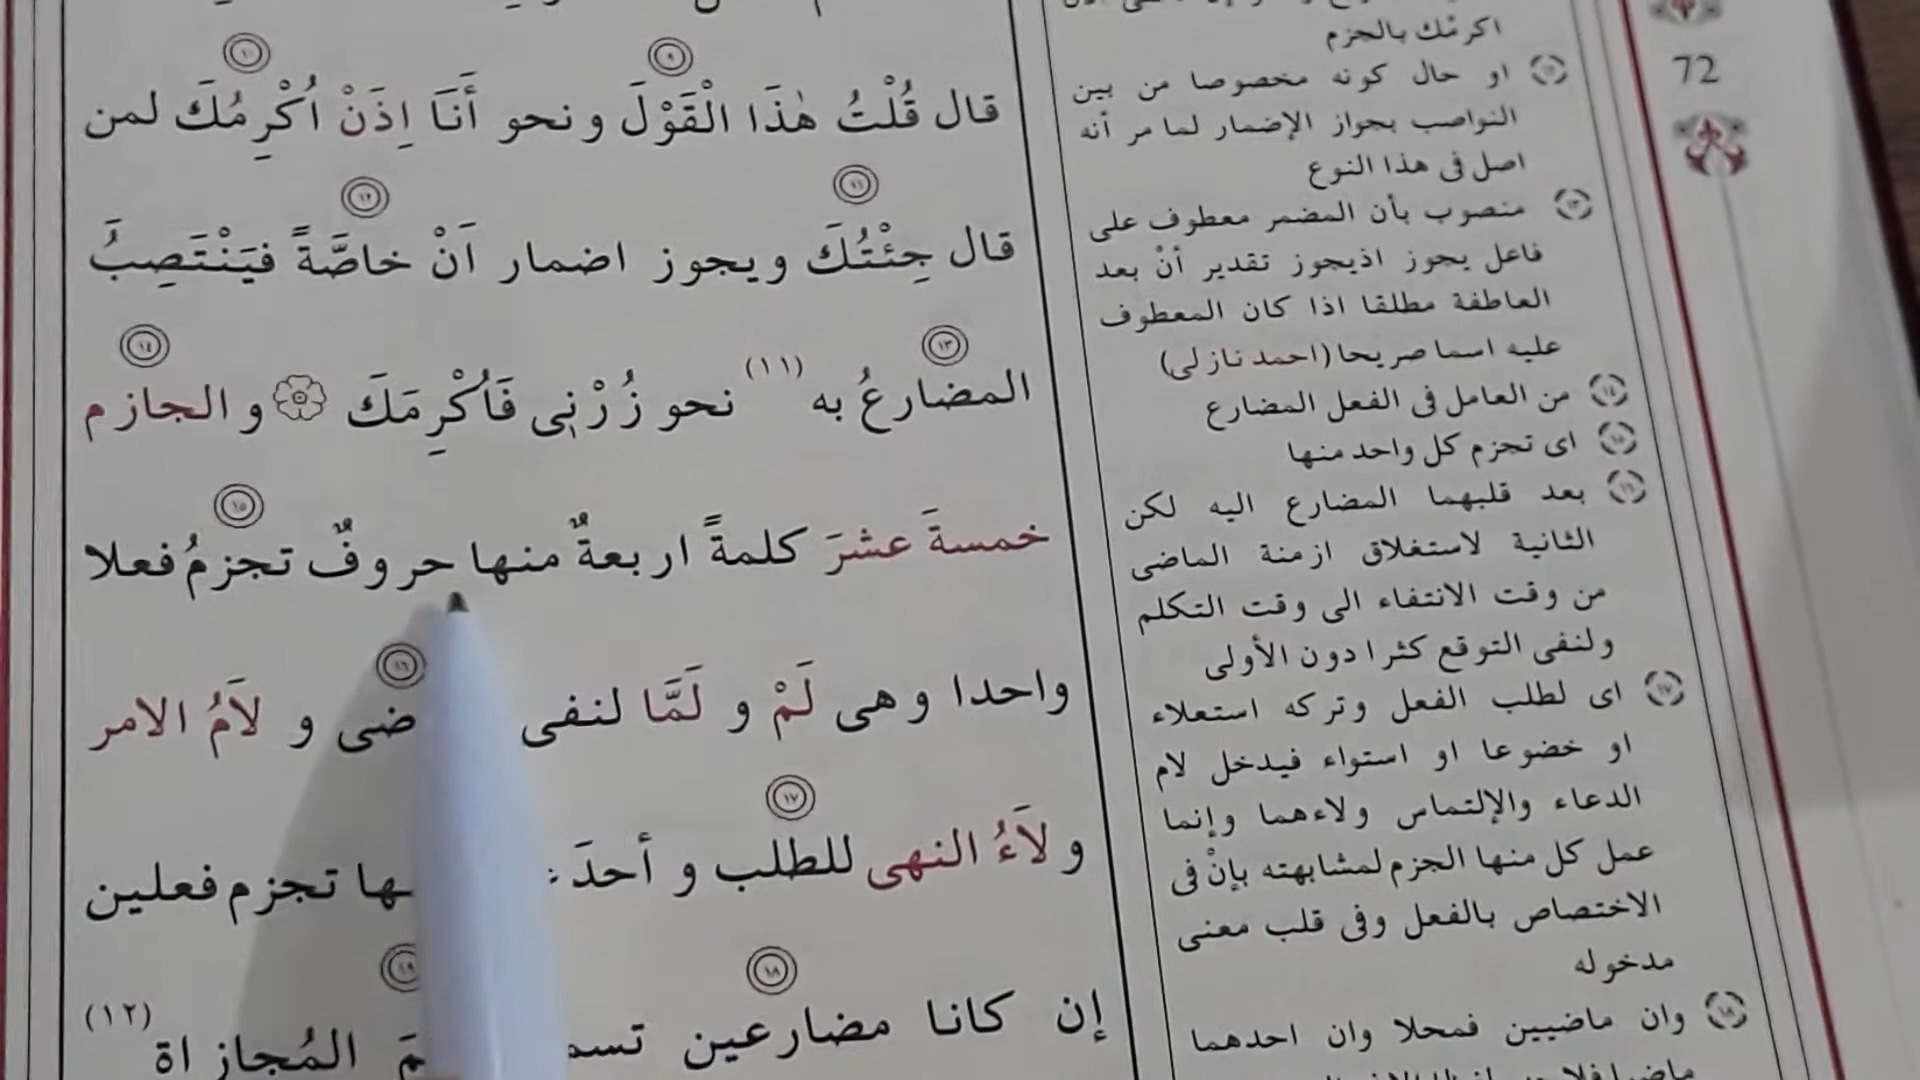 قال قُلْتُ هٰذَا الْقَوْلَ ونحو أَنَا اِذَنْ اُكْرِمُكَ لمن
قال جِئْتُكَ ويجوز اضمار اَنْ خاصَّةً فيَنْتَصِبُ
المضارعُ به (١١) نحو زُرْنِى فَاُكْرِمَكَ و الجازم
خمسةَ عشرَ كلمةً اربعةٌ منها حروفٌ تجزمُ فعلا
واحدا وهى لَمْ و لَمَّا لنفى ضى و لَامُ الامر
و لَاءُ النهى للطلب و أحدَ ـها تجزم فعلين
إن كانا مضارعين تسم مَ المُجازاة (١٢)
اكرمْك بالجزم
او حال كونه مخصوصا من بين
النواصب بجواز الإضمار لما مر أنه
اصل فى هذا النوع
منصوب بأن المضمر معطوف على
فاعل يجوز اذيجوز تقدير أنْ بعد
العاطفة مطلقا اذا كان المعطوف
عليه اسما صريحا (احمد نازلى)
من العامل فى الفعل المضارع
اى تجزم كل واحد منها
بعد قلبهما المضارع اليه لكن
الثانية لاستغلاق ازمنة الماضى
من وقت الانتفاء الى وقت التكلم
ولنفى التوقع كثرا دون الأولى
اى لطلب الفعل وتركه استعلاء
او خضوعا او استواء فيدخل لام
الدعاء والإلتماس ولاءهما وإنما
عمل كل منها الجزم لمشابهته بإنْ فى
الاختصاص بالفعل وفى قلب معنى
مدخوله
وان ماضيين فمحلا وان احدهما
72